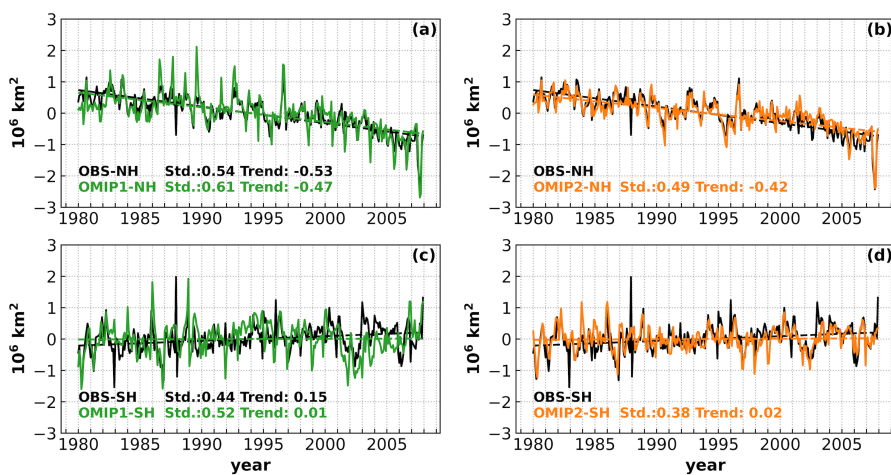 (a)
3
2
1
0
−1
−2
−3
10⁶ km²
OBS-NH Std.:0.54 Trend: -0.53
OMIP1-NH Std.:0.61 Trend: -0.47
1980 1985 1990 1995 2000 2005
(b)
3
2
1
0
−1
−2
−3
10⁶ km²
OBS-NH
OMIP2-NH Std.:0.49 Trend: -0.42
1980 1985 1990 1995 2000 2005
(c)
3
2
1
0
−1
−2
−3
10⁶ km²
OBS-SH Std.:0.44 Trend: 0.15
OMIP1-SH Std.:0.52 Trend: 0.01
1980 1985 1990 1995 2000 2005
year
(d)
3
2
1
0
−1
−2
−3
10⁶ km²
OBS-SH
OMIP2-SH Std.:0.38 Trend: 0.02
1980 1985 1990 1995 2000 2005
year